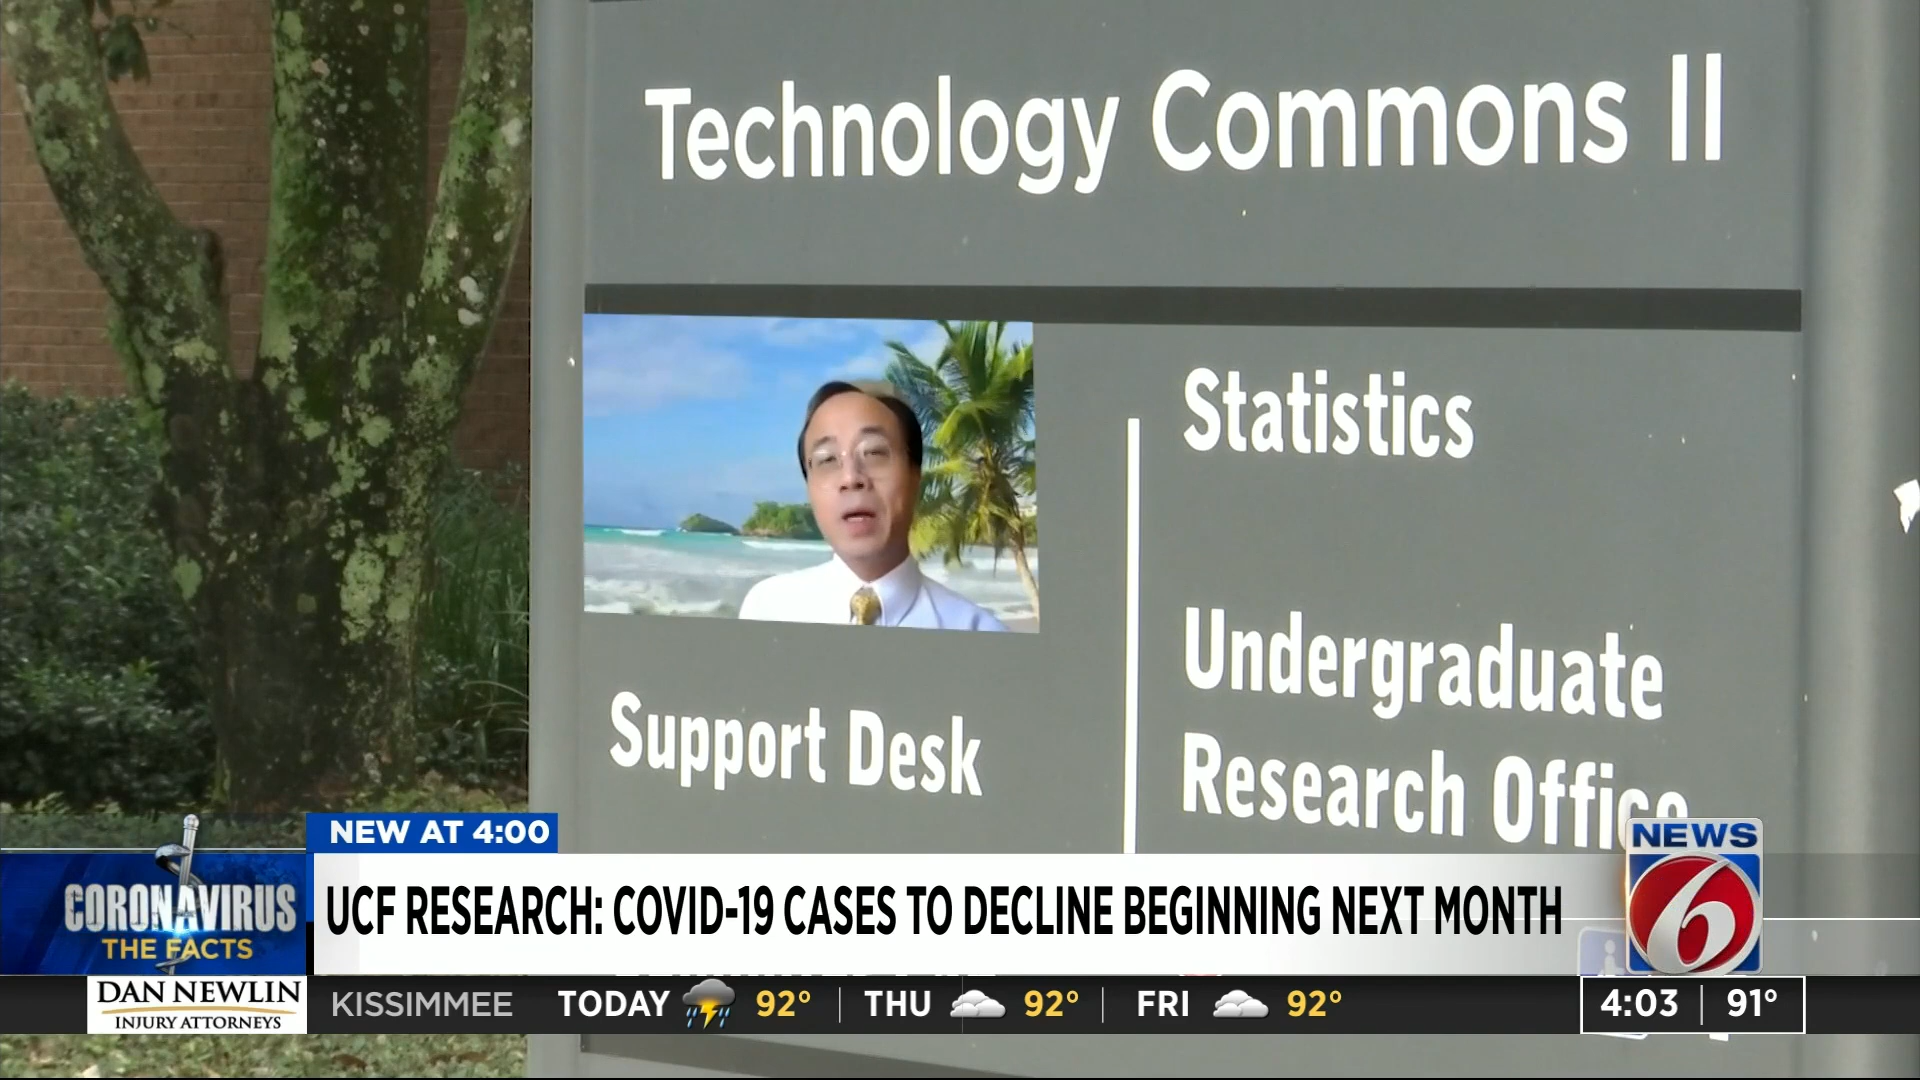 Technology Commons II
Statistics
Undergraduate
Research Office
Support Desk
NEW AT 4:00
CORONAVIRUS
THE FACTS
UCF RESEARCH: COVID-19 CASES TO DECLINE BEGINNING NEXT MONTH
NEWS
6
DAN NEWLIN
INJURY ATTORNEYS
KISSIMMEE TODAY 92° THU 92° FRI 92°
4:03 91°